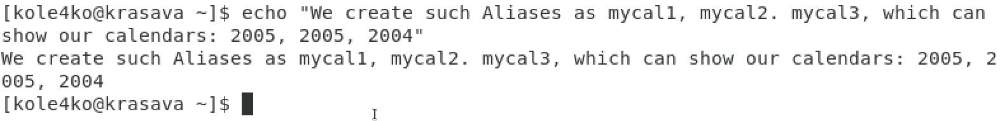 [kole4ko@krasava ~]$ echo "We create such Aliases as mycal1, mycal2. mycal3, which can
show our calendars: 2005, 2005, 2004"
We create such Aliases as mycal1, mycal2. mycal3, which can show our calendars: 2005, 2
005, 2004
[kole4ko@krasava ~]$